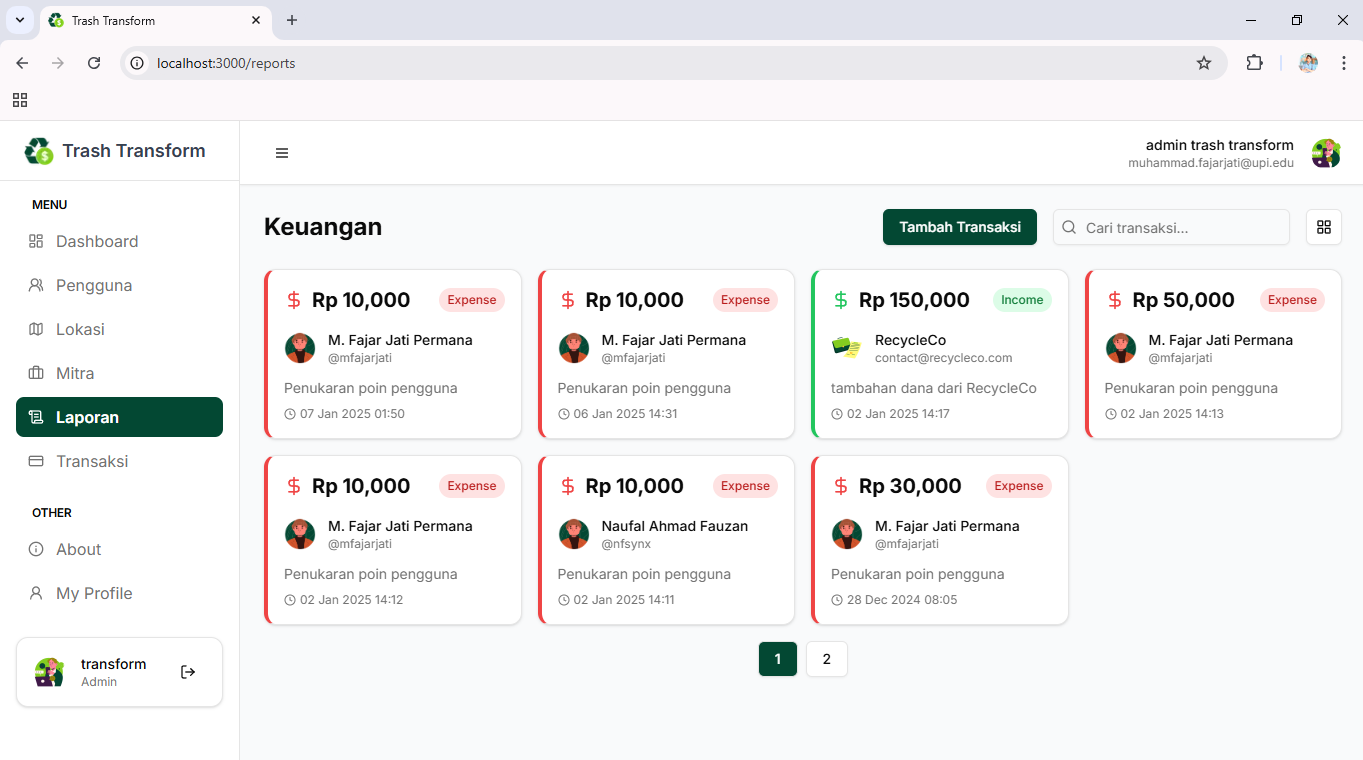 Trash Transform
localhost:3000/reports
Trash Transform
admin trash transform
muhammad.fajarjati@upi.edu
MENU
Dashboard
Pengguna
Lokasi
Mitra
Laporan
Transaksi
OTHER
About
My Profile
transform
Admin
Keuangan
Tambah Transaksi
Cari transaksi...
Rp 10,000 Expense
M. Fajar Jati Permana
@mfajarjati
Penukaran poin pengguna
07 Jan 2025 01:50
Rp 10,000 Expense
M. Fajar Jati Permana
@mfajarjati
Penukaran poin pengguna
06 Jan 2025 14:31
Rp 150,000 Income
RecycleCo
contact@recycleco.com
tambahan dana dari RecycleCo
02 Jan 2025 14:17
Rp 50,000 Expense
M. Fajar Jati Permana
@mfajarjati
Penukaran poin pengguna
02 Jan 2025 14:13
Rp 10,000 Expense
M. Fajar Jati Permana
@mfajarjati
Penukaran poin pengguna
02 Jan 2025 14:12
Rp 10,000 Expense
Naufal Ahmad Fauzan
@nfsynx
Penukaran poin pengguna
02 Jan 2025 14:11
Rp 30,000 Expense
M. Fajar Jati Permana
@mfajarjati
Penukaran poin pengguna
28 Dec 2024 08:05
1 2